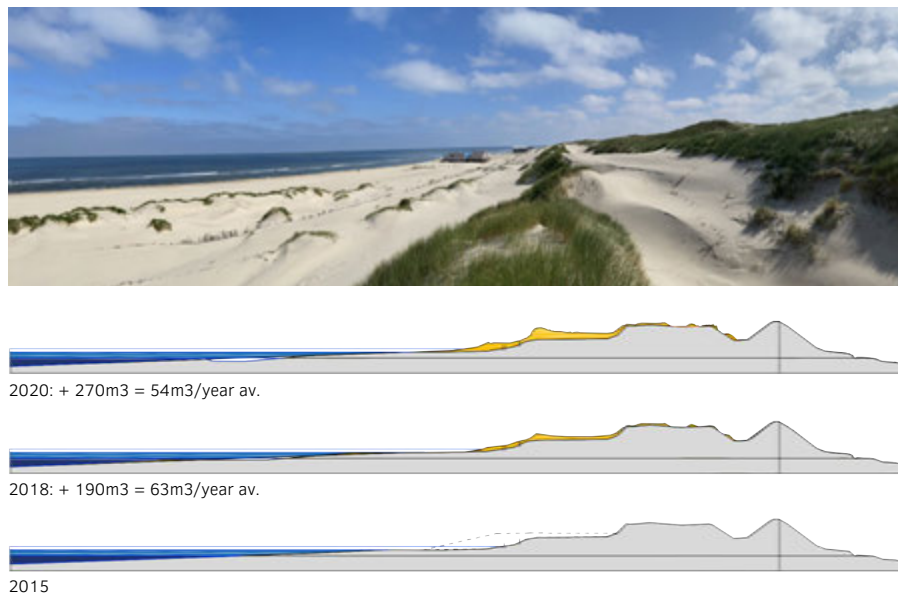 2020: + 270m3 = 54m3/year av.
2018: + 190m3 = 63m3/year av.
2015